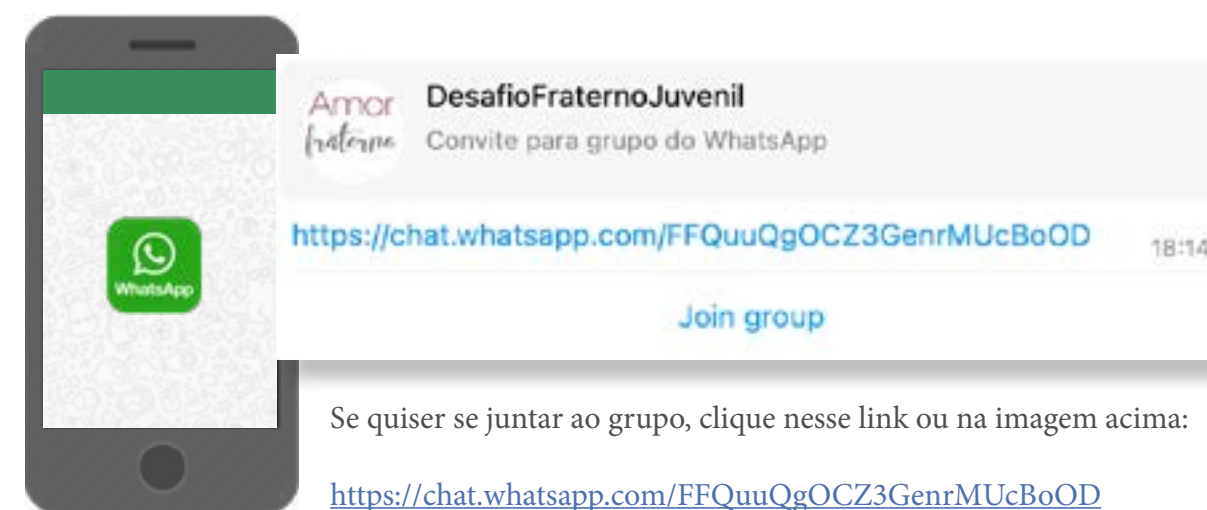 DesafioFraternoJuvenil
Amor
fraterno
Convite para grupo do WhatsApp
https://chat.whatsapp.com/FFQuuQgOCZ3GenrMUcBoOD
18:14
WhatsApp
Join group
Se quiser se juntar ao grupo, clique nesse link ou na imagem acima:
https://chat.whatsapp.com/FFQuuQgOCZ3GenrMUcBoOD